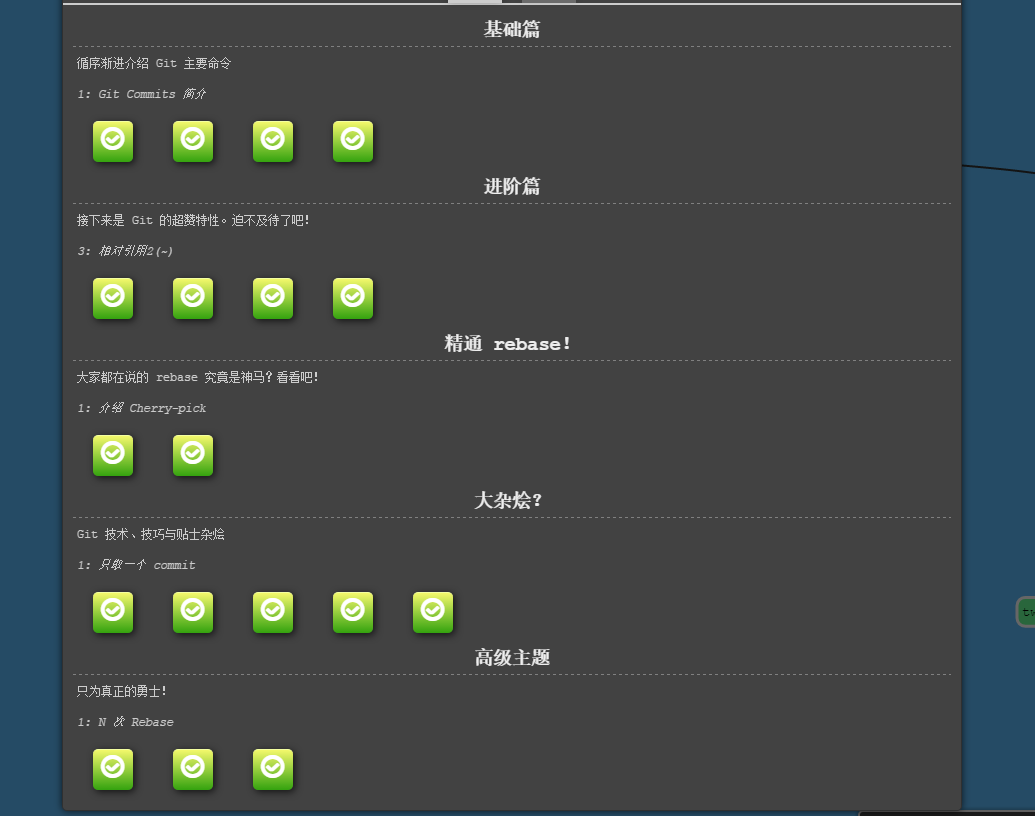 基础篇
循序渐进介绍 Git 主要命令
1: Git Commits 简介
进阶篇
接下来是 Git 的超赞特性。迫不及待了吧！
3: 相对引用2(~)
精通 rebase！
大家都在说的 rebase 究竟是神马？看看吧！
1: 介绍 Cherry-pick
大杂烩？
Git 技术、技巧与贴士杂烩
1: 只取一个 commit
高级主题
只为真正的勇士！
1: N 次 Rebase